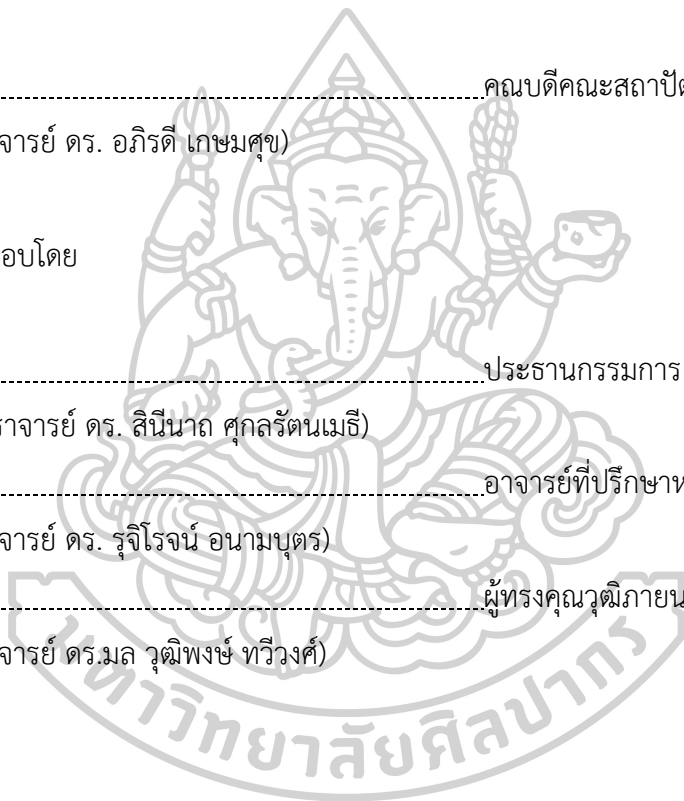 คณบดีคณะสถาปัต
จารย์ ดร. อภิรดี เกษมศุข)
อบโดย
ประธานกรรมการ
ราจารย์ ดร. สินีนาถ ศุกลรัตนเมธี)
อาจารย์ที่ปรึกษาห
จารย์ ดร. รุจิโรจน์ อนามบุตร)
ผู้ทรงคุณวุฒิภายน
จารย์ ดร.มล วุฒิพงษ์ ทวีวงศ์)
มหาวิทยาลัยศิลปากร